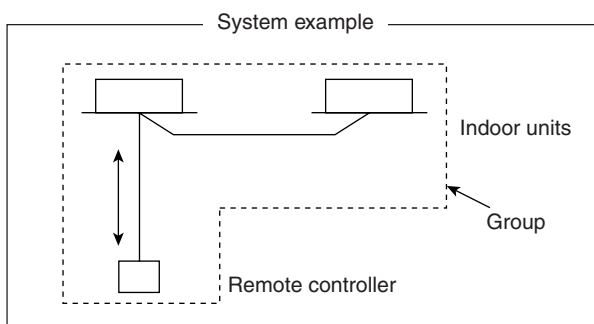 System example
Indoor units
Group
Remote controller